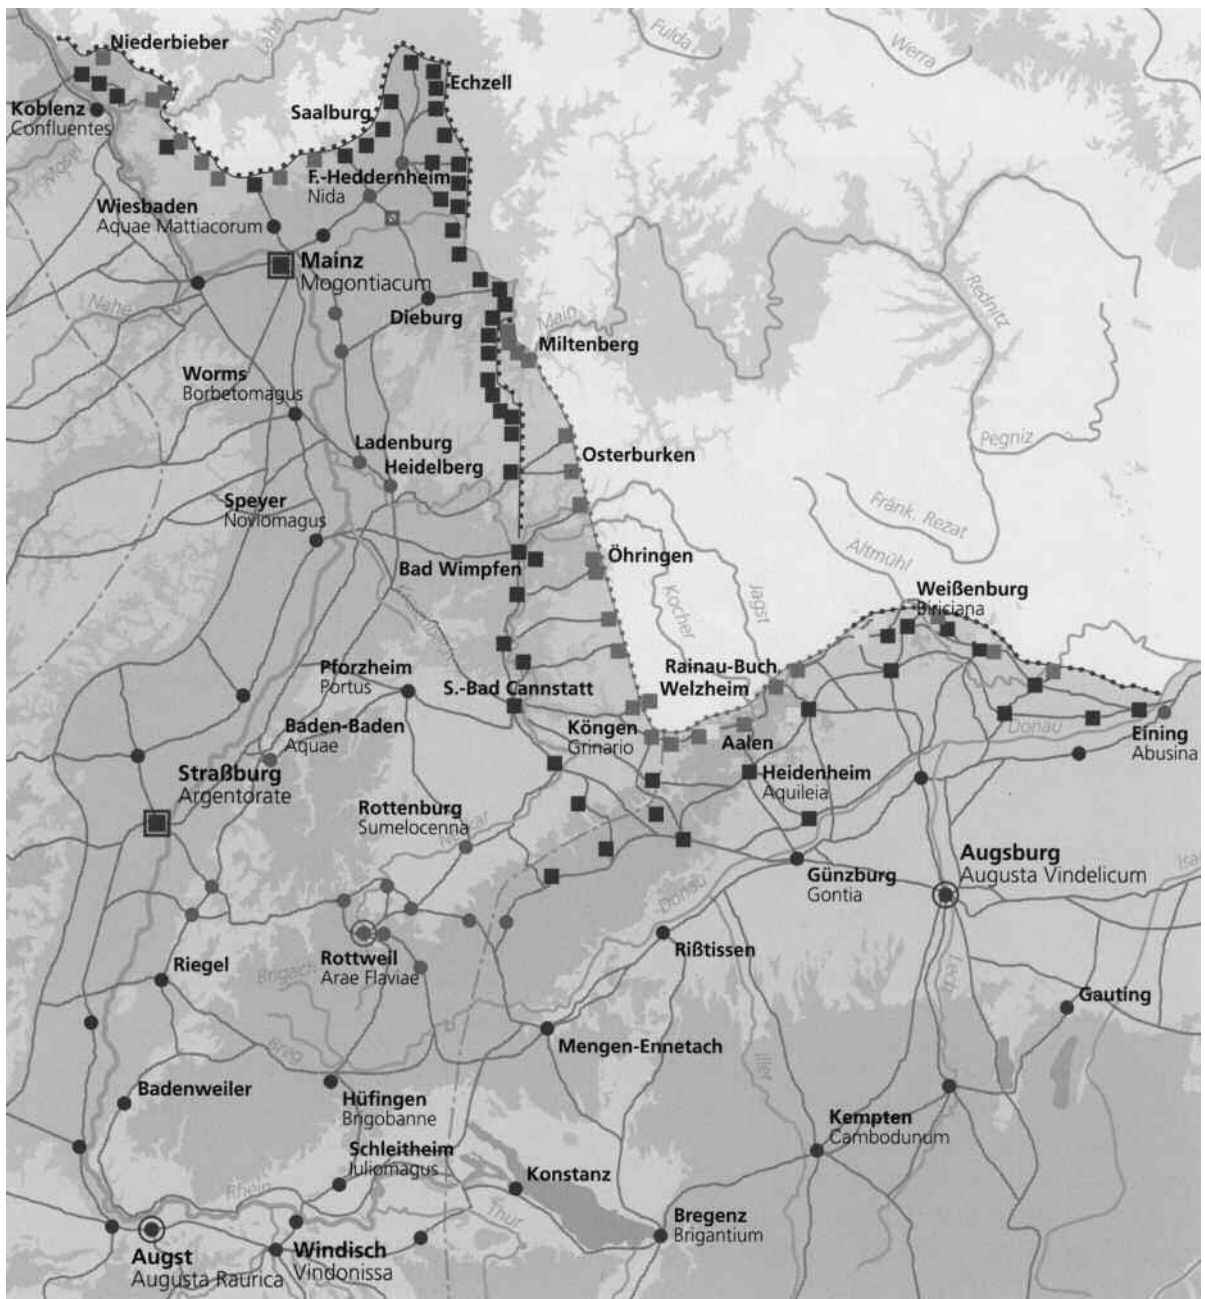 Niederbieber
Lahn
Fulda
Werra
Echzell
Koblenz
Confluentes
Saalburg
Mosel
F.-Heddernheim
Nida
Wiesbaden
Aquae Mattiacorum
Mainz
Mogontiacum
Nahe
Dieburg
Main
Miltenberg
Rednitz
Worms
Borbetomagus
Pegniz
Ladenburg
Heidelberg
Osterburken
Speyer
Noviomagus
Fränk. Rezat
Altmühl
Bad Wimpfen
Öhringen
Kocher
Jagst
Weißenburg
Biriciana
Pforzheim
Portus
Rainau-Buch
Welzheim
S.-Bad Cannstatt
Baden-Baden
Aquae
Köngen
Grinario
Aalen
Donau
Eining
Abusina
Straßburg
Argentorate
Heidenheim
Aquileia
Rottenburg
Sumelocenna
Neckar
Augsburg
Augusta Vindelicum
Isa
Günzburg
Gontia
Donau
Rottweil
Arae Flaviae
Rißtissen
Riegel
Brigach
Lech
Gauting
Breg
Mengen-Ennetach
Iller
Badenweiler
Hüfingen
Brigobanne
Kempten
Cambodunum
Schleitheim
Juliomagus
Rhein
Konstanz
Thur
Bregenz
Brigantium
Augst
Augusta Raurica
Windisch
Vindonissa